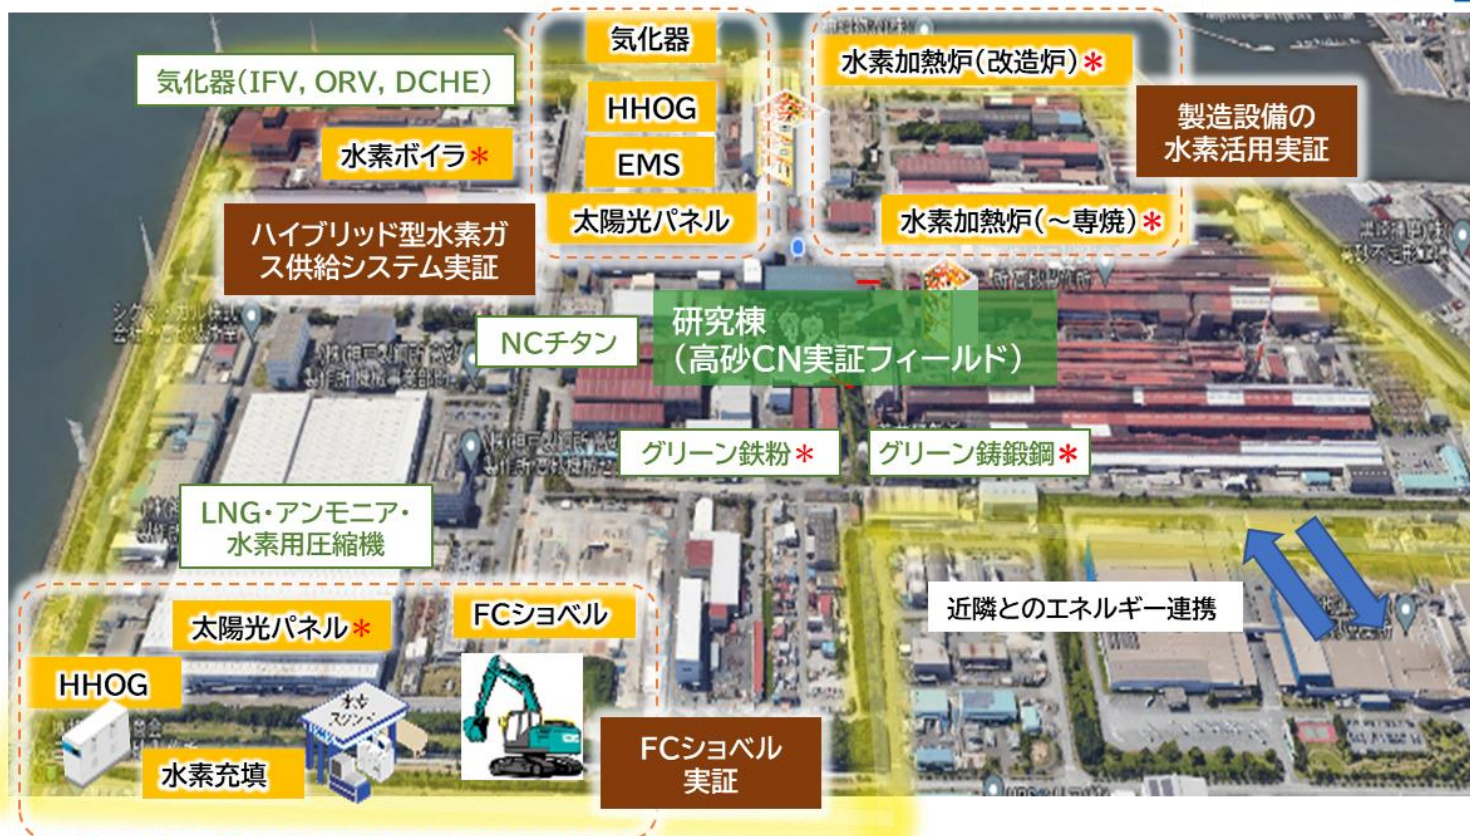 気化器
水素加熱炉(改造炉)*
気化器(IFV, ORV, DCHE)
HHOG
製造設備の
水素活用実証
水素ボイラ*
EMS
太陽光パネル
水素加熱炉(～専焼)*
ハイブリッド型水素ガ
ス供給システム実証
NCチタン
研究棟
(高砂CN実証フィールド)
グリーン鉄粉*
グリーン鋳鍛鋼*
LNG・アンモニア・
水素用圧縮機
近隣とのエネルギー連携
太陽光パネル*
FCショベル
HHOG
水素
スタンド
水素充填
FCショベル
実証